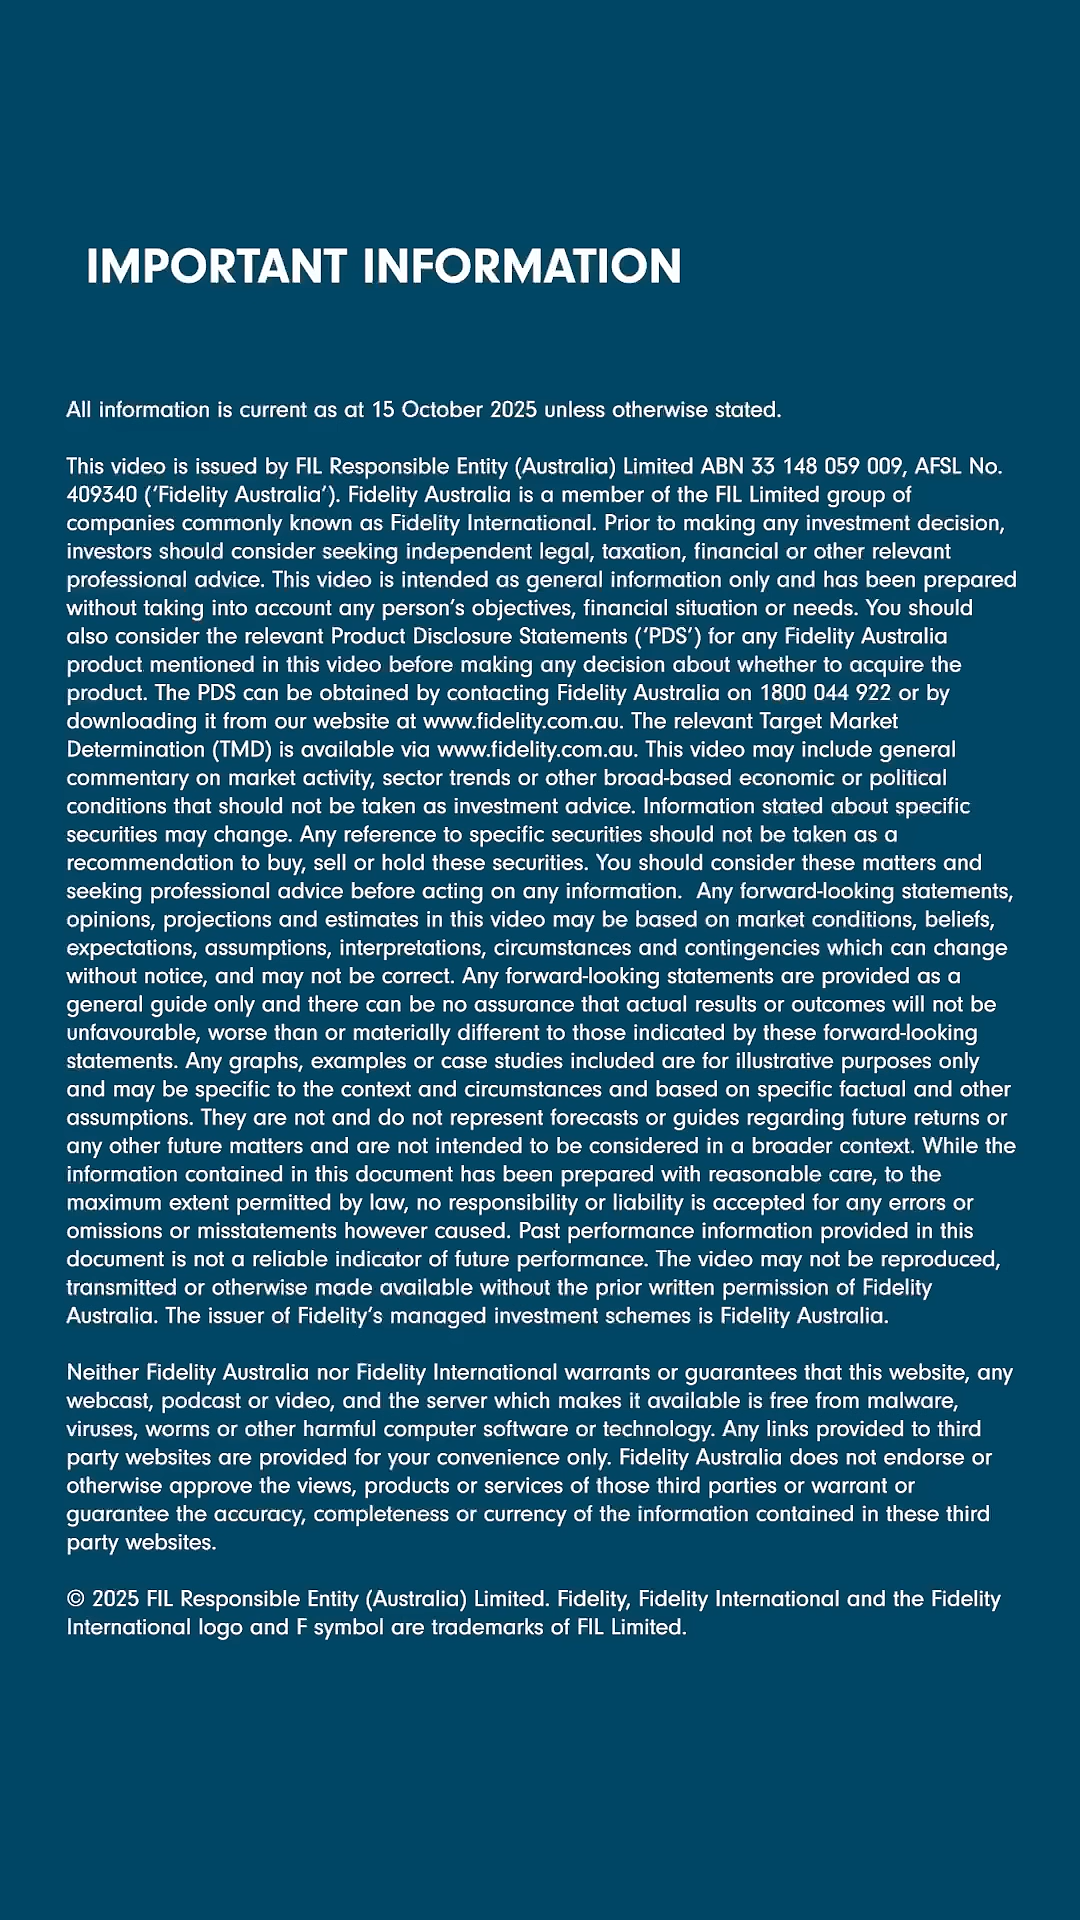 IMPORTANT INFORMATION
All information is current as at 15 October 2025 unless otherwise stated.
This video is issued by FIL Responsible Entity (Australia) Limited ABN 33 148 059 009, AFSL No.
409340 (‘Fidelity Australia’). Fidelity Australia is a member of the FIL Limited group of
companies commonly known as Fidelity International. Prior to making any investment decision,
investors should consider seeking independent legal, taxation, financial or other relevant
professional advice. This video is intended as general information only and has been prepared
without taking into account any person’s objectives, financial situation or needs. You should
also consider the relevant Product Disclosure Statements (‘PDS’) for any Fidelity Australia
product mentioned in this video before making any decision about whether to acquire the
product. The PDS can be obtained by contacting Fidelity Australia on 1800 044 922 or by
downloading it from our website at www.fidelity.com.au. The relevant Target Market
Determination (TMD) is available via www.fidelity.com.au. This video may include general
commentary on market activity, sector trends or other broad-based economic or political
conditions that should not be taken as investment advice. Information stated about specific
securities may change. Any reference to specific securities should not be taken as a
recommendation to buy, sell or hold these securities. You should consider these matters and
seeking professional advice before acting on any information.  Any forward-looking statements,
opinions, projections and estimates in this video may be based on market conditions, beliefs,
expectations, assumptions, interpretations, circumstances and contingencies which can change
without notice, and may not be correct. Any forward-looking statements are provided as a
general guide only and there can be no assurance that actual results or outcomes will not be
unfavourable, worse than or materially different to those indicated by these forward-looking
statements. Any graphs, examples or case studies included are for illustrative purposes only
and may be specific to the context and circumstances and based on specific factual and other
assumptions. They are not and do not represent forecasts or guides regarding future returns or
any other future matters and are not intended to be considered in a broader context. While the
information contained in this document has been prepared with reasonable care, to the
maximum extent permitted by law, no responsibility or liability is accepted for any errors or
omissions or misstatements however caused. Past performance information provided in this
document is not a reliable indicator of future performance. The video may not be reproduced,
transmitted or otherwise made available without the prior written permission of Fidelity
Australia. The issuer of Fidelity’s managed investment schemes is Fidelity Australia.
Neither Fidelity Australia nor Fidelity International warrants or guarantees that this website, any
webcast, podcast or video, and the server which makes it available is free from malware,
viruses, worms or other harmful computer software or technology. Any links provided to third
party websites are provided for your convenience only. Fidelity Australia does not endorse or
otherwise approve the views, products or services of those third parties or warrant or
guarantee the accuracy, completeness or currency of the information contained in these third
party websites.
© 2025 FIL Responsible Entity (Australia) Limited. Fidelity, Fidelity International and the Fidelity
International logo and F symbol are trademarks of FIL Limited.